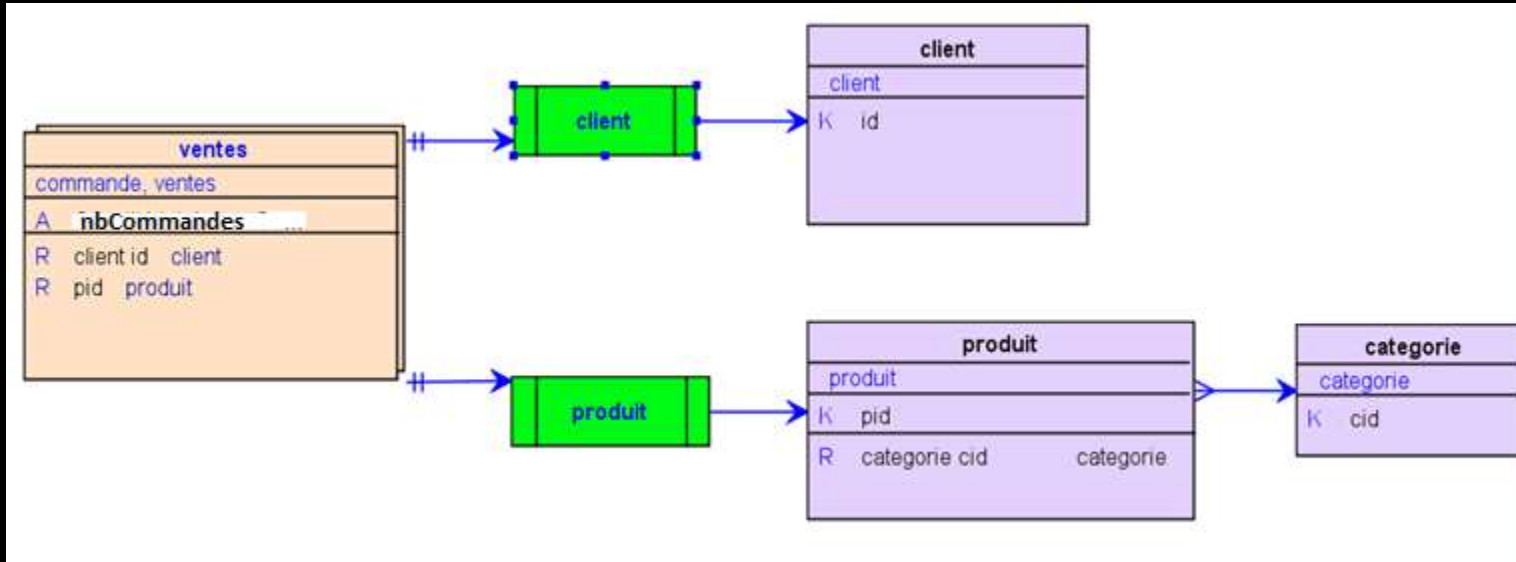 ventes
commande, ventes
A nbCommandes ...
R client id client
R pid produit
client
client
client
K id
produit
produit
produit
K pid
R categorie cid categorie
categorie
categorie
K cid